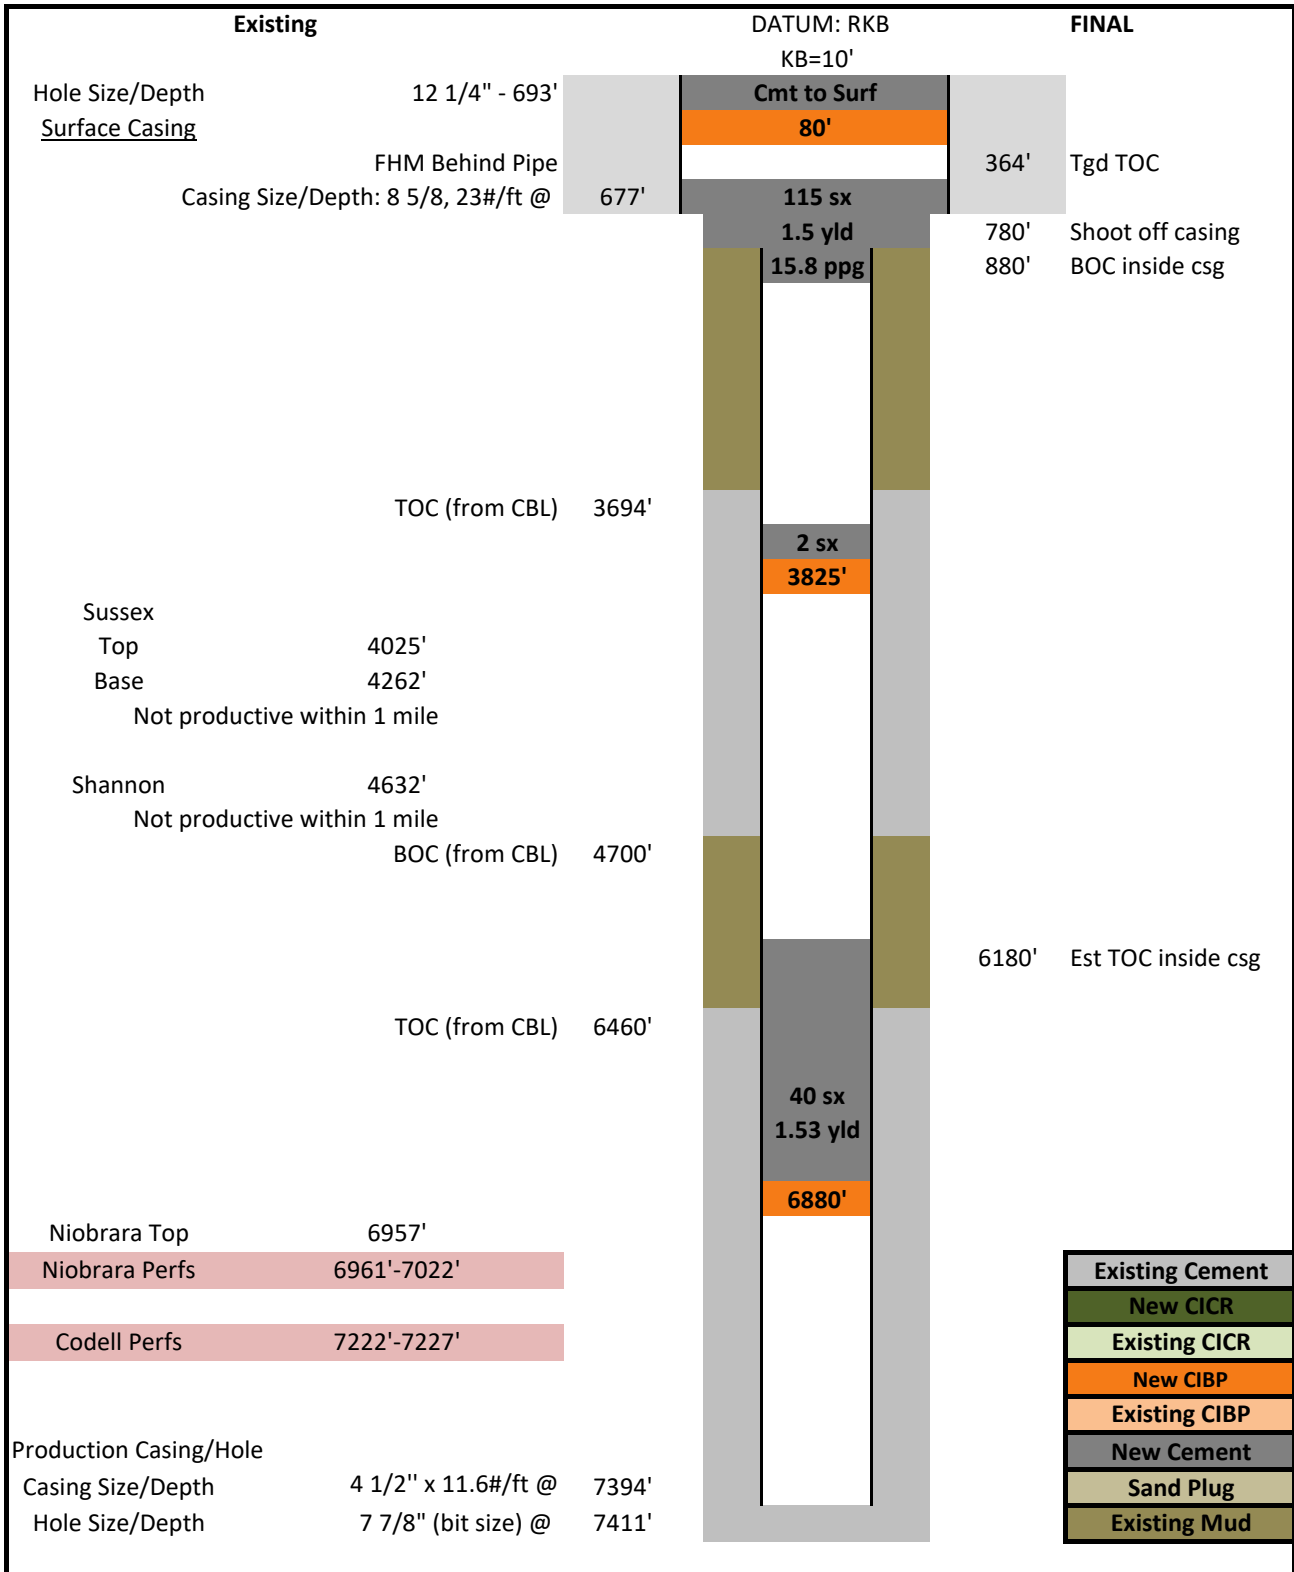 Existing DATUM: RKB FINAL
KB=10'
Hole Size/Depth 12 1/4" - 693' Cmt to Surf
Surface Casing 80'
FHM Behind Pipe 364' Tgd TOC
Casing Size/Depth: 8 5/8, 23#/ft @ 677' 115 sx
1.5 yld 780' Shoot off casing
15.8 ppg 880' BOC inside csg
TOC (from CBL) 3694'
2 sx
3825'
Sussex
Top 4025'
Base 4262'
Not productive within 1 mile
Shannon 4632'
Not productive within 1 mile
BOC (from CBL) 4700'
6180' Est TOC inside csg
TOC (from CBL) 6460'
40 sx
1.53 yld
6880'
Niobrara Top 6957'
Niobrara Perfs 6961'-7022' Existing Cement
New CICR
Codell Perfs 7222'-7227' Existing CICR
New CIBP
Existing CIBP
Production Casing/Hole New Cement
Casing Size/Depth 4 1/2'' x 11.6#/ft @ 7394' Sand Plug
Hole Size/Depth 7 7/8" (bit size) @ 7411' Existing Mud